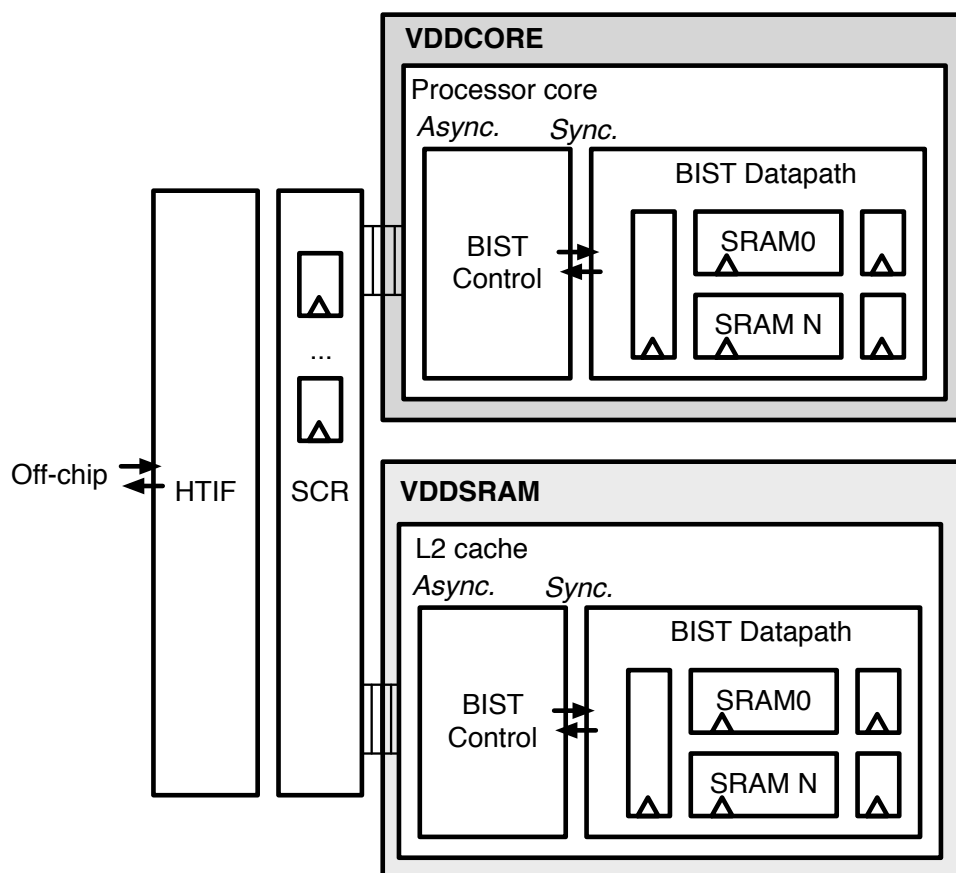 VDDCORE
Processor core
Async.
Sync.
BIST Datapath
BIST
Control
SRAM0
SRAM N
...
Off-chip
HTIF
SCR
VDDSRAM
L2 cache
Async.
Sync.
BIST Datapath
BIST
Control
SRAM0
SRAM N